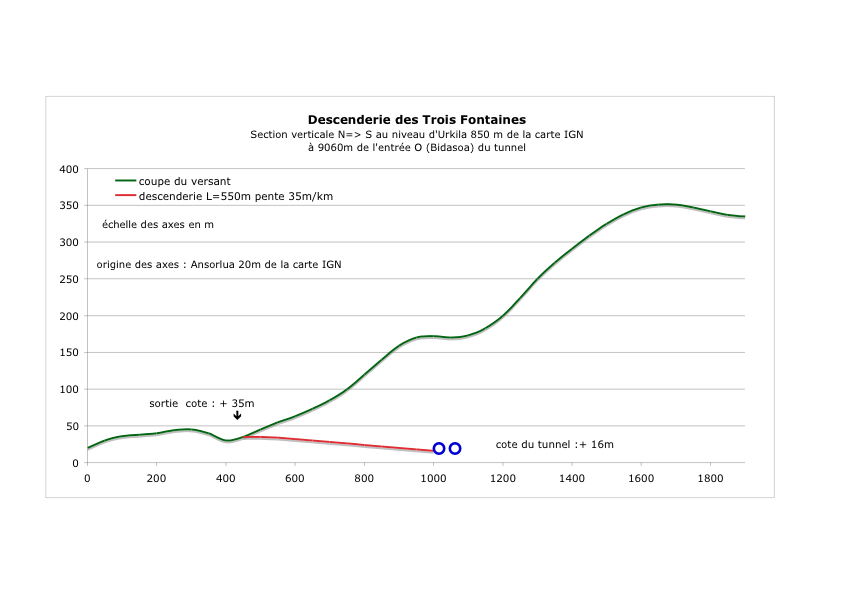 Descenderie des Trois Fontaines
Section verticale N=> S au niveau d'Urkila 850 m de la carte IGN
à 9060m de l'entrée O (Bidasoa) du tunnel
400
coupe du versant
descenderie L=550m pente 35m/km
350
échelle des axes en m
300
origine des axes : Ansorlua 20m de la carte IGN
250
200
150
100
sortie  cote : + 35m
50
cote du tunnel :+ 16m
0
0 200 400 600 800 1000 1200 1400 1600 1800